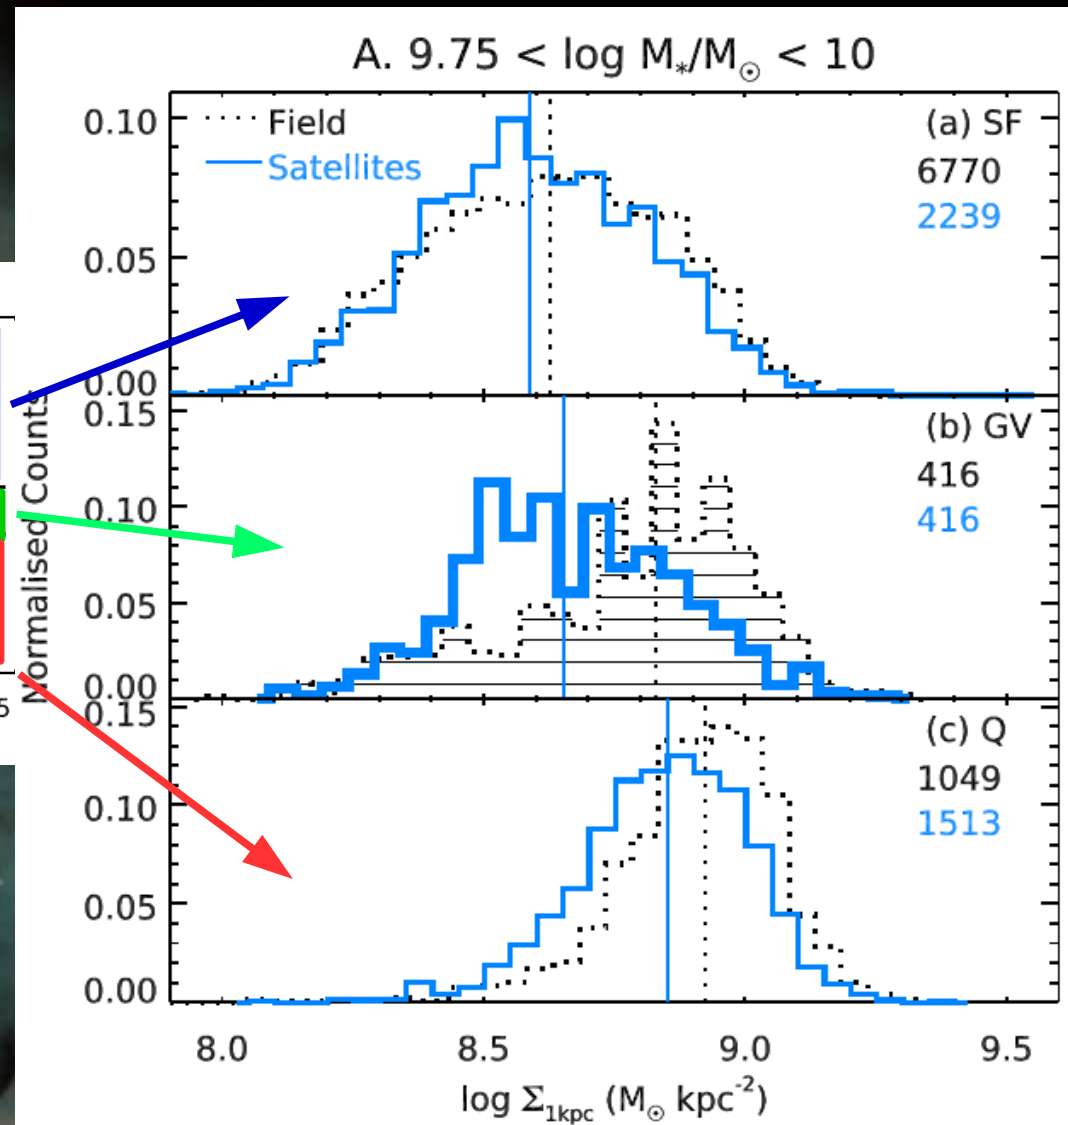 A. 9.75 < log M*/M☉ < 10
0.10
0.05
0.00
Field
Satellites
(a) SF
6770
2239
Normalised Counts
0.15
0.10
0.05
0.00
(b) GV
416
416
5
0.15
0.10
0.05
0.00
(c) Q
1049
1513
8.0 8.5 9.0 9.5
log Σ1kpc (M☉ kpc-2)